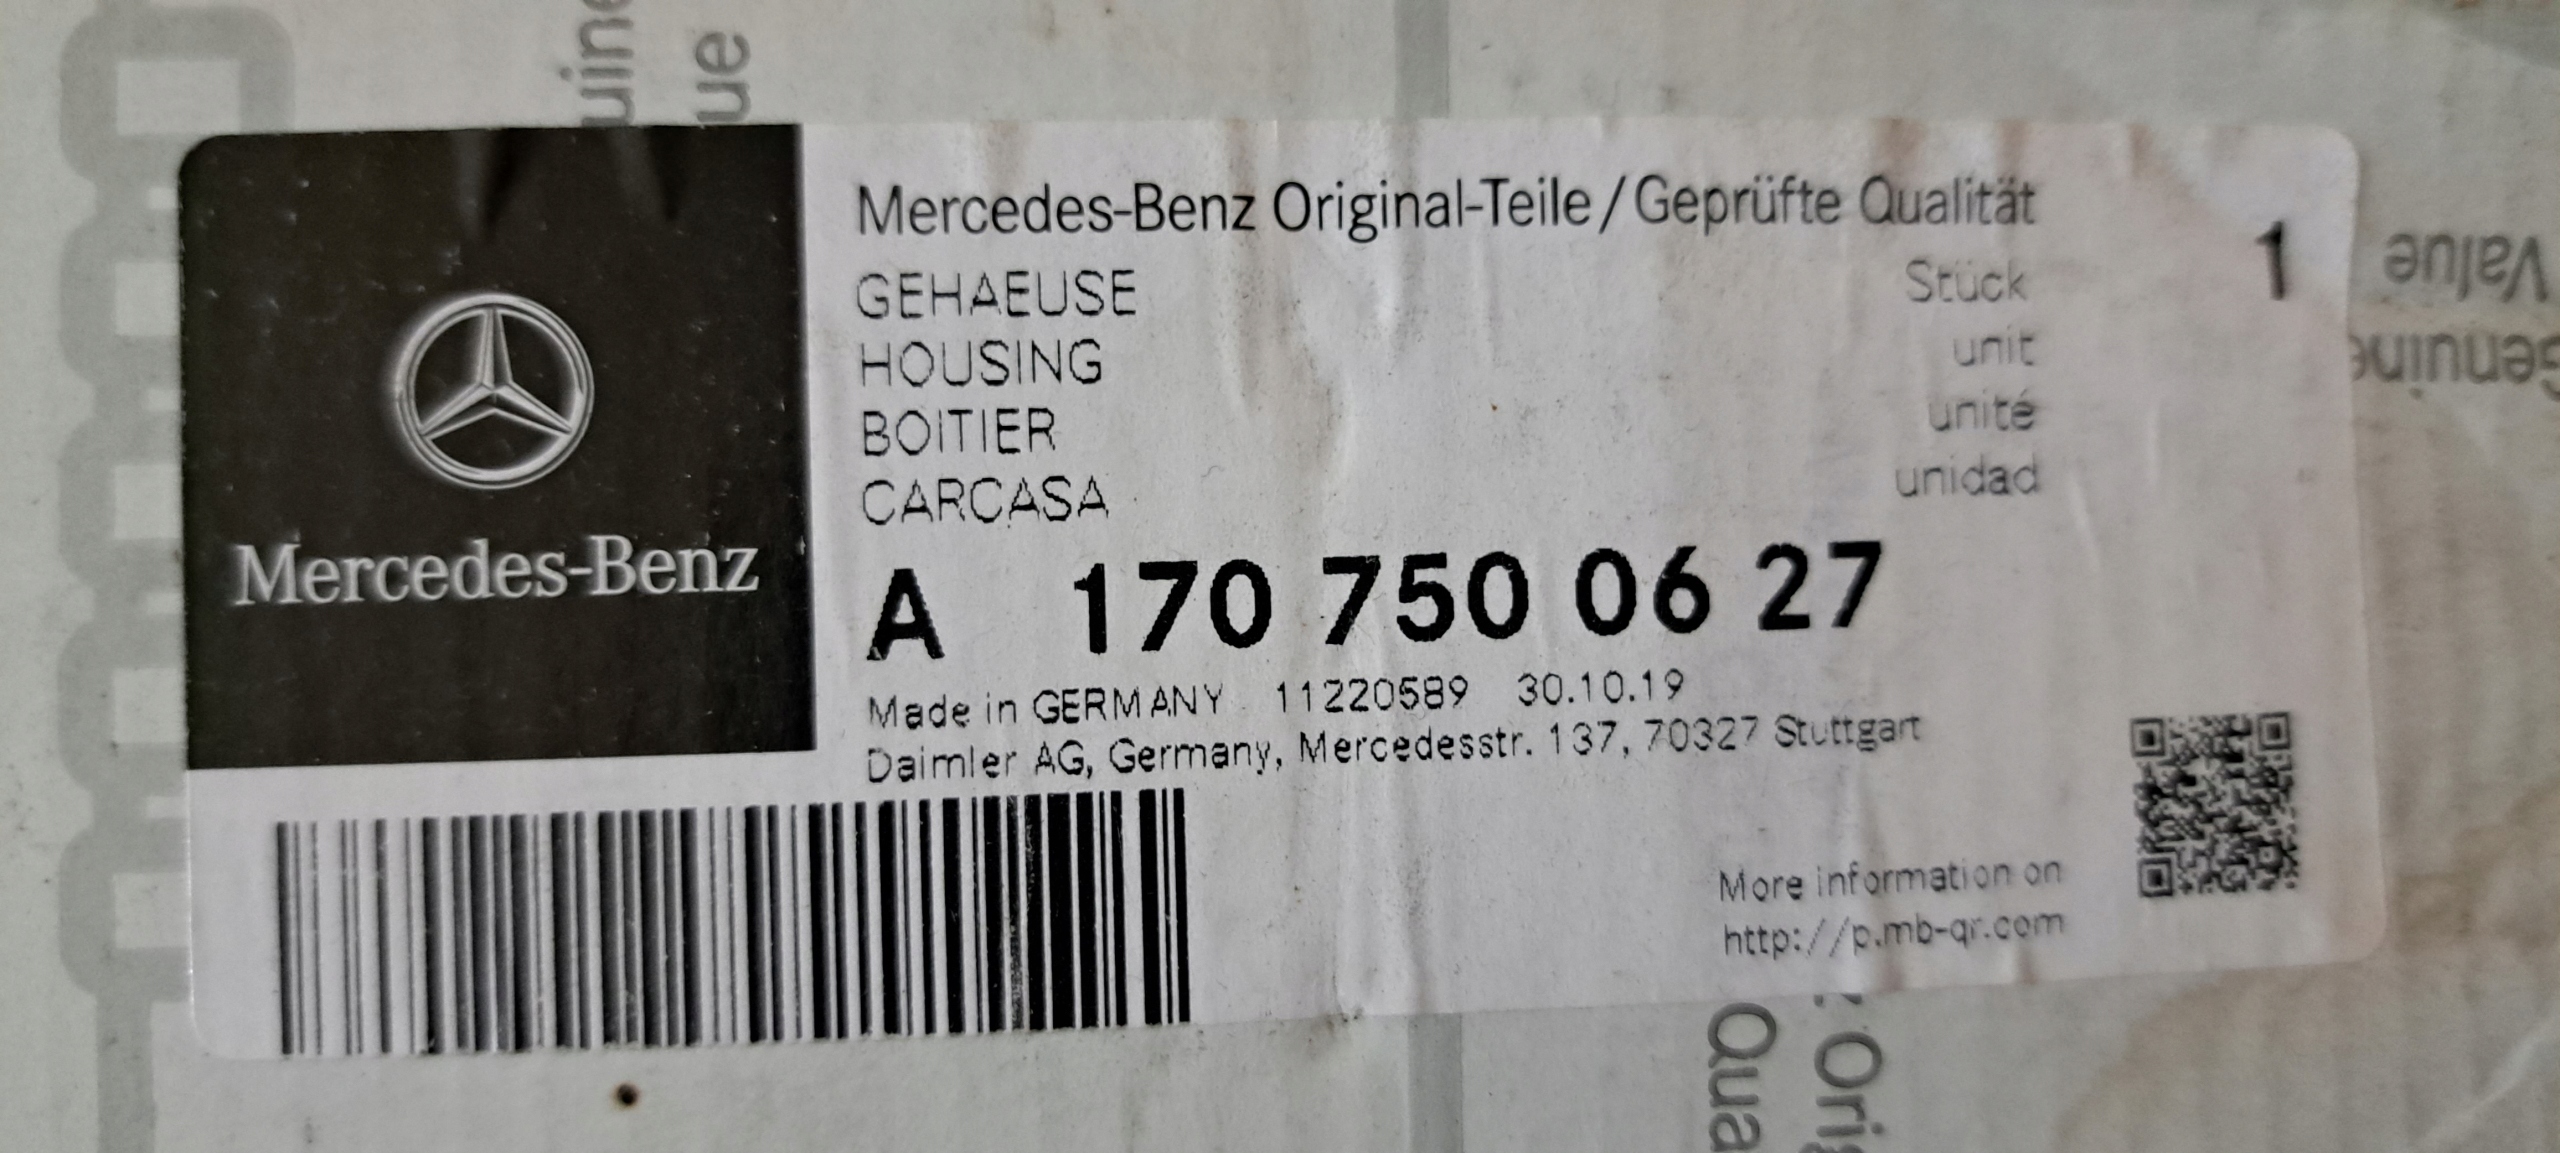 Mercedes-Benz
Mercedes-Benz Original-Teile/Geprüfte Qualität
GEHAEUSE
HOUSING
BOITIER
CARCASA
Stück 1
unit
unité
unidad
A 170 750 06 27
Made in GERMANY 11220589 30.10.19
Daimler AG, Germany, Mercedesstr. 137, 70327 Stuttgart
More information on
http://p.mb-qr.com
Value
Genuine